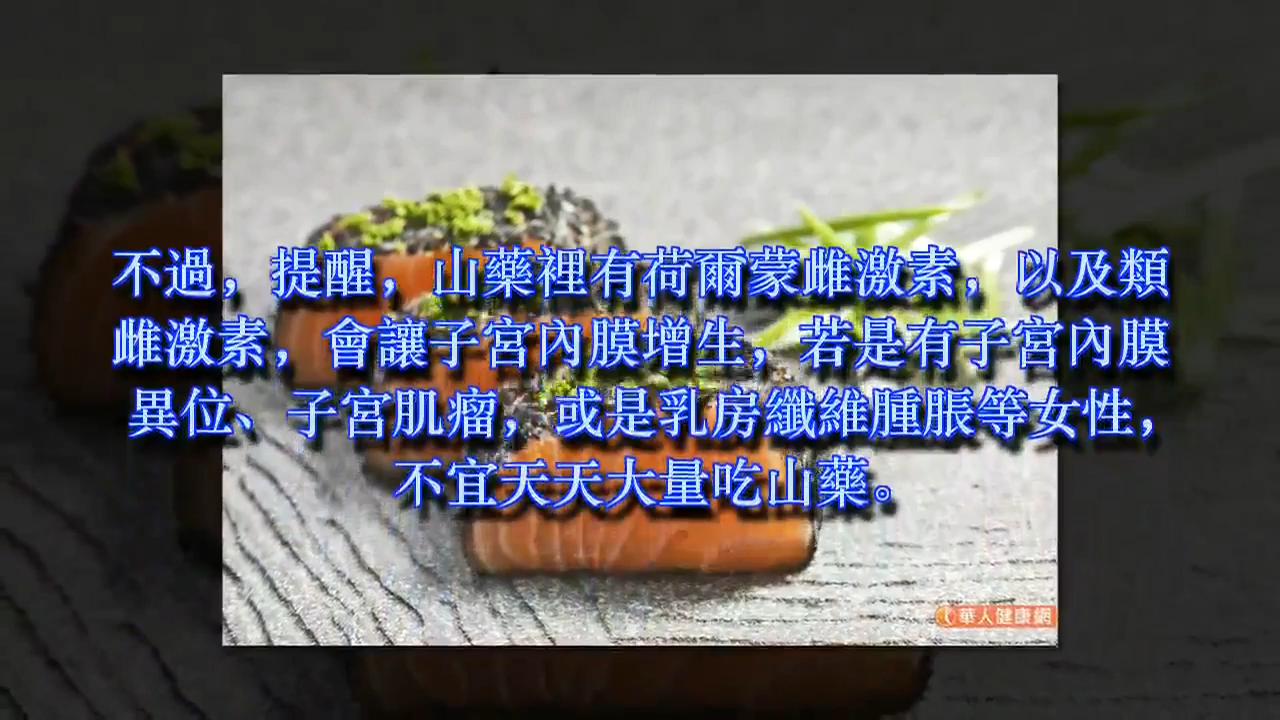 不過，提醒，山藥裡有荷爾蒙雌激素，以及類
雌激素，會讓子宮內膜增生，若是有子宮內膜
異位、子宮肌瘤，或是乳房纖維腫脹等女性，
不宜天天大量吃山藥。
華人健康網